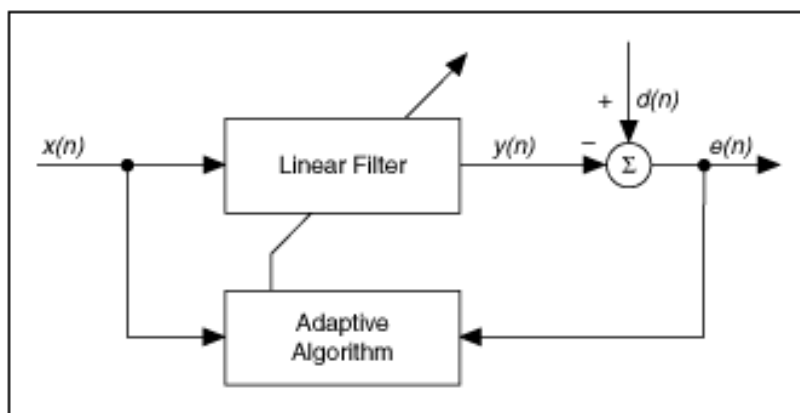 + d(n)
x(n) y(n) − e(n)
Linear Filter Σ
Adaptive
Algorithm